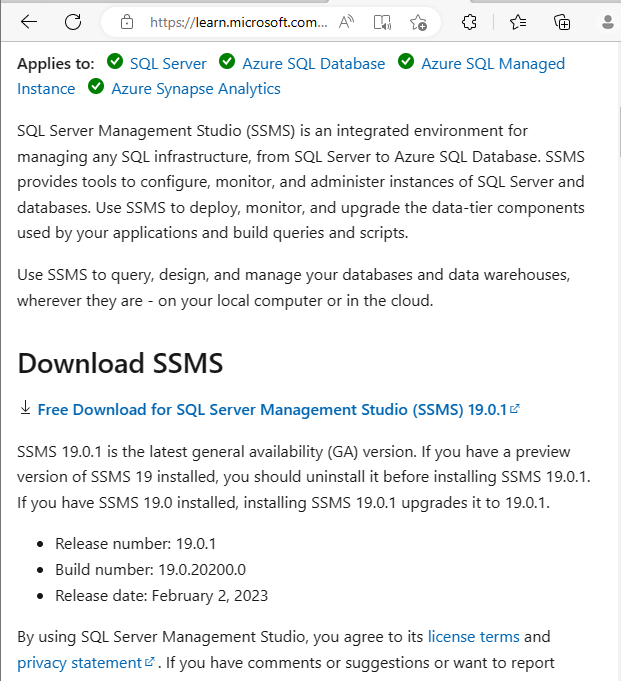 https://learn.microsoft.com...
Applies to: SQL Server Azure SQL Database Azure SQL Managed
Instance Azure Synapse Analytics
SQL Server Management Studio (SSMS) is an integrated environment for
managing any SQL infrastructure, from SQL Server to Azure SQL Database. SSMS
provides tools to configure, monitor, and administer instances of SQL Server and
databases. Use SSMS to deploy, monitor, and upgrade the data-tier components
used by your applications and build queries and scripts.
Use SSMS to query, design, and manage your databases and data warehouses,
wherever they are - on your local computer or in the cloud.
Download SSMS
Free Download for SQL Server Management Studio (SSMS) 19.0.1
SSMS 19.0.1 is the latest general availability (GA) version. If you have a preview
version of SSMS 19 installed, you should uninstall it before installing SSMS 19.0.1.
If you have SSMS 19.0 installed, installing SSMS 19.0.1 upgrades it to 19.0.1.
• Release number: 19.0.1
• Build number: 19.0.20200.0
• Release date: February 2, 2023
By using SQL Server Management Studio, you agree to its license terms and
privacy statement. If you have comments or suggestions or want to report